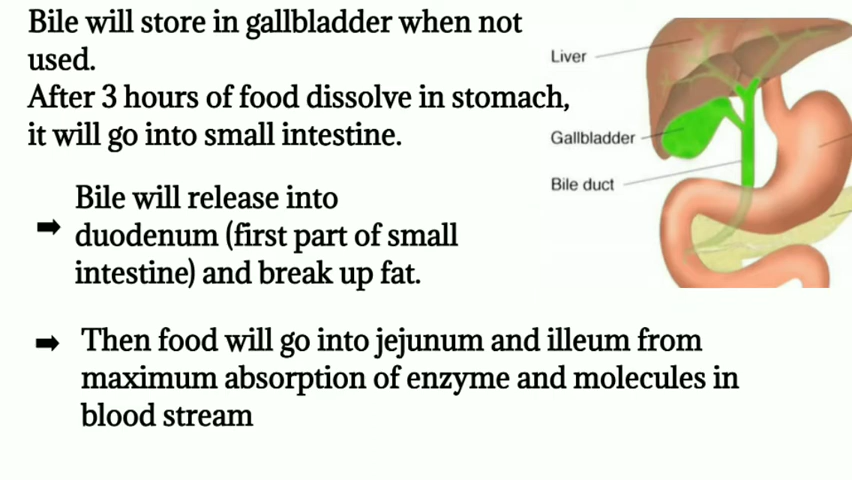 Bile will store in gallbladder when not
used.
After 3 hours of food dissolve in stomach,
it will go into small intestine.
Liver
Gallbladder
Bile duct
➡ Bile will release into
duodenum (first part of small
intestine) and break up fat.
➡ Then food will go into jejunum and illeum from
maximum absorption of enzyme and molecules in
blood stream